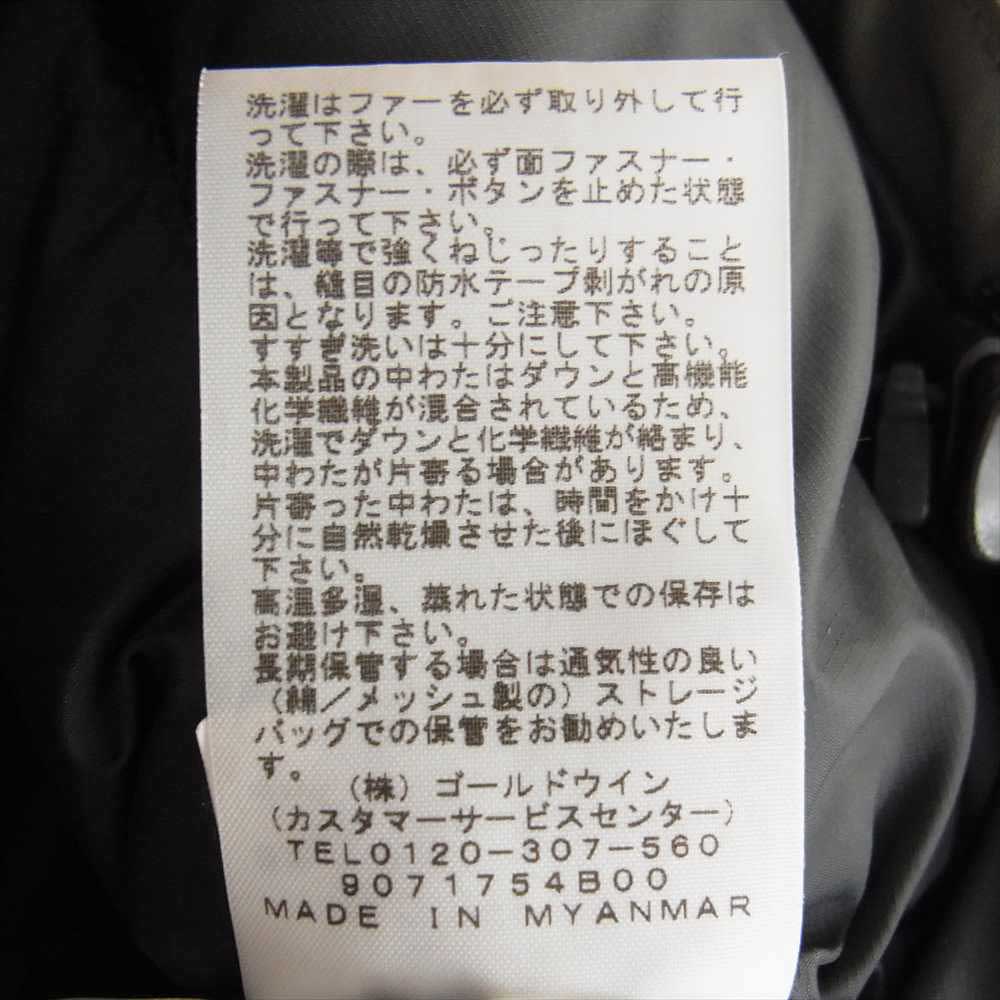 洗濯はファーを必ず取り外して行
って下さい。
洗濯の際は、必ず面ファスナー・
ファスナー・ボタンを止めた状態
で行って下さい。
洗濯等で強くねじったりすること
は、縫目の防水テープ剥がれの原
因となります。ご注意下さい。
すすぎ洗いは十分にして下さい。
本製品の中わたはダウンと高機能
化学繊維が混合されているため、
洗濯でダウンと化学繊維が絡まり、
中わたが片寄る場合があります。
片寄った中わたは、時間をかけ十
分に自然乾燥させた後にほぐして
下さい。
高温多湿、蒸れた状態での保存は
お避け下さい。
長期保管する場合は通気性の良い
（綿／メッシュ製の）ストレージ
バッグでの保管をお勧めいたしま
す。
（株）ゴールドウイン
（カスタマーサービスセンター）
TEL0120-307-560
9071754B00
MADE IN MYANMAR